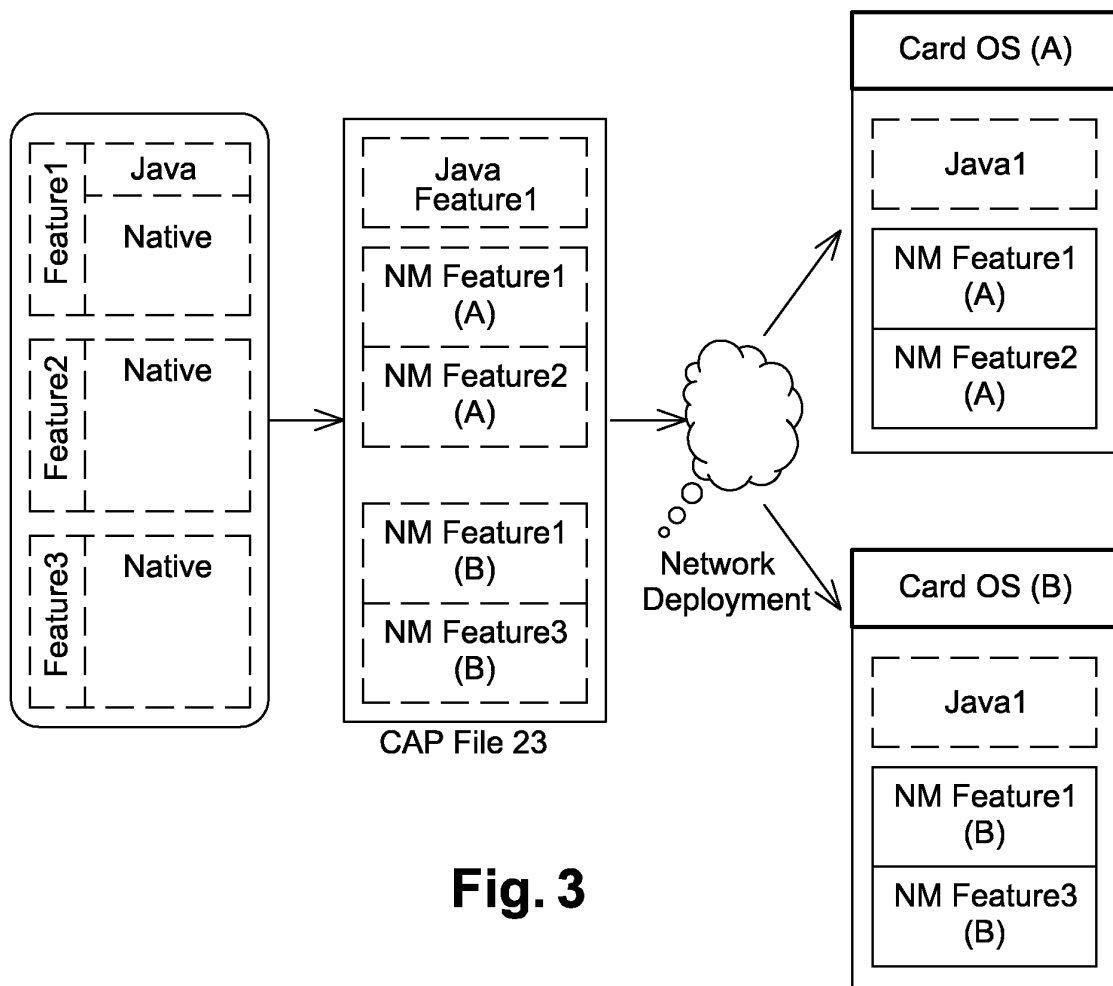 Feature1
Java
Native
Feature2
Native
Feature3
Native
Java
Feature1
NM Feature1
(A)
NM Feature2
(A)
NM Feature1
(B)
NM Feature3
(B)
CAP File 23
Network
Deployment
Card OS (A)
Java1
NM Feature1
(A)
NM Feature2
(A)
Card OS (B)
Java1
NM Feature1
(B)
NM Feature3
(B)
Fig. 3